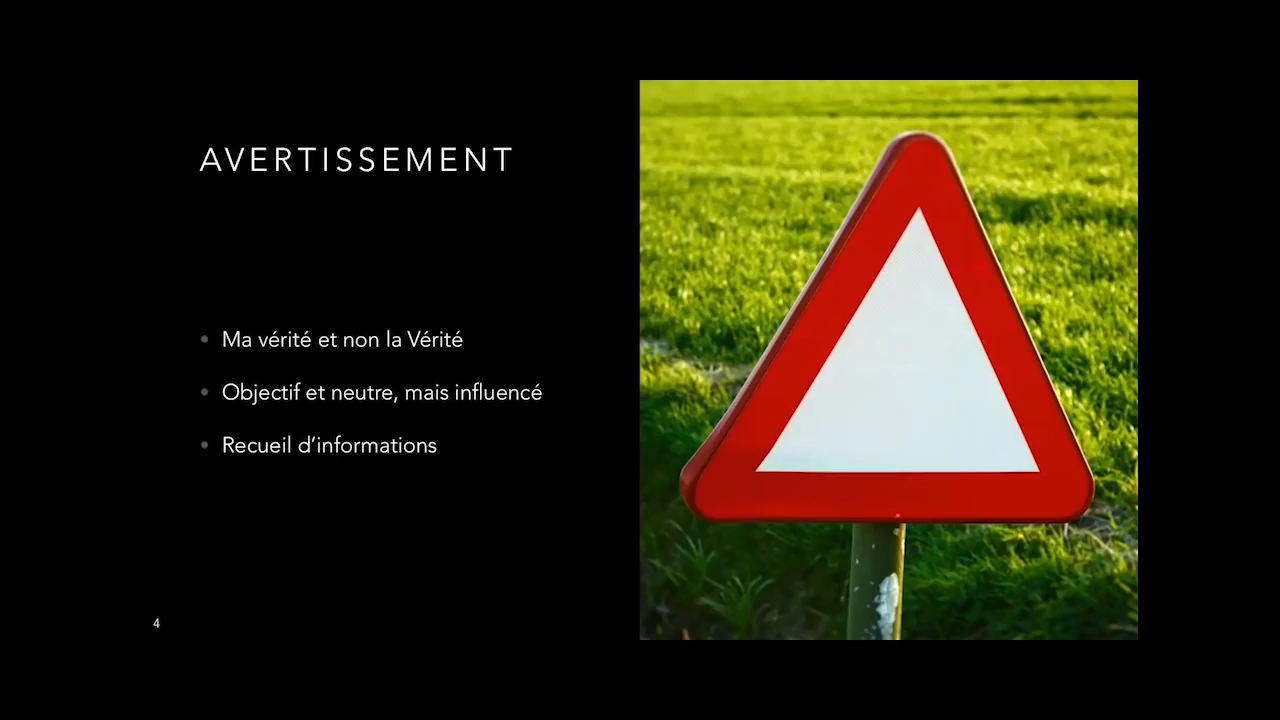 AVERTISSEMENT
• Ma vérité et non la Vérité
• Objectif et neutre, mais influencé
• Recueil d’informations
4